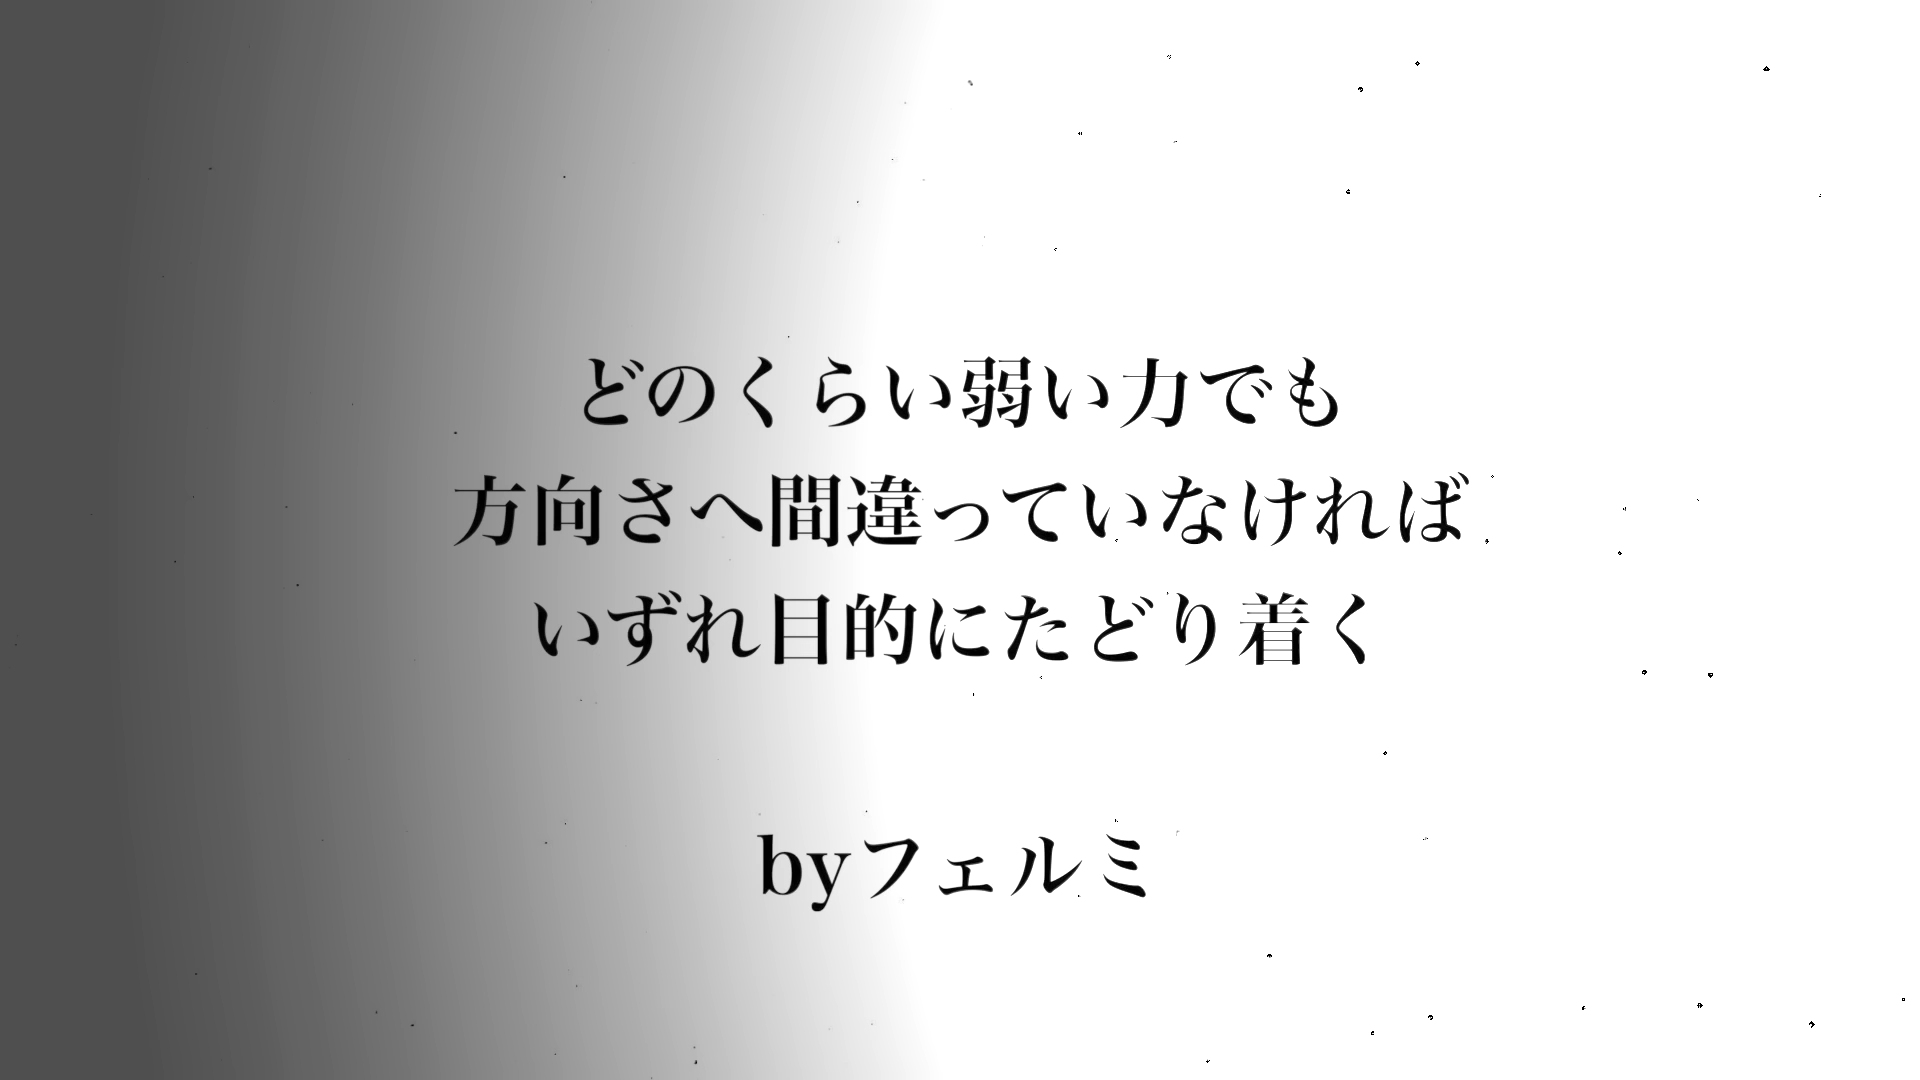 どのくらい弱い力でも
方向さへ間違っていなければ
いずれ目的にたどり着く
byフェルミ